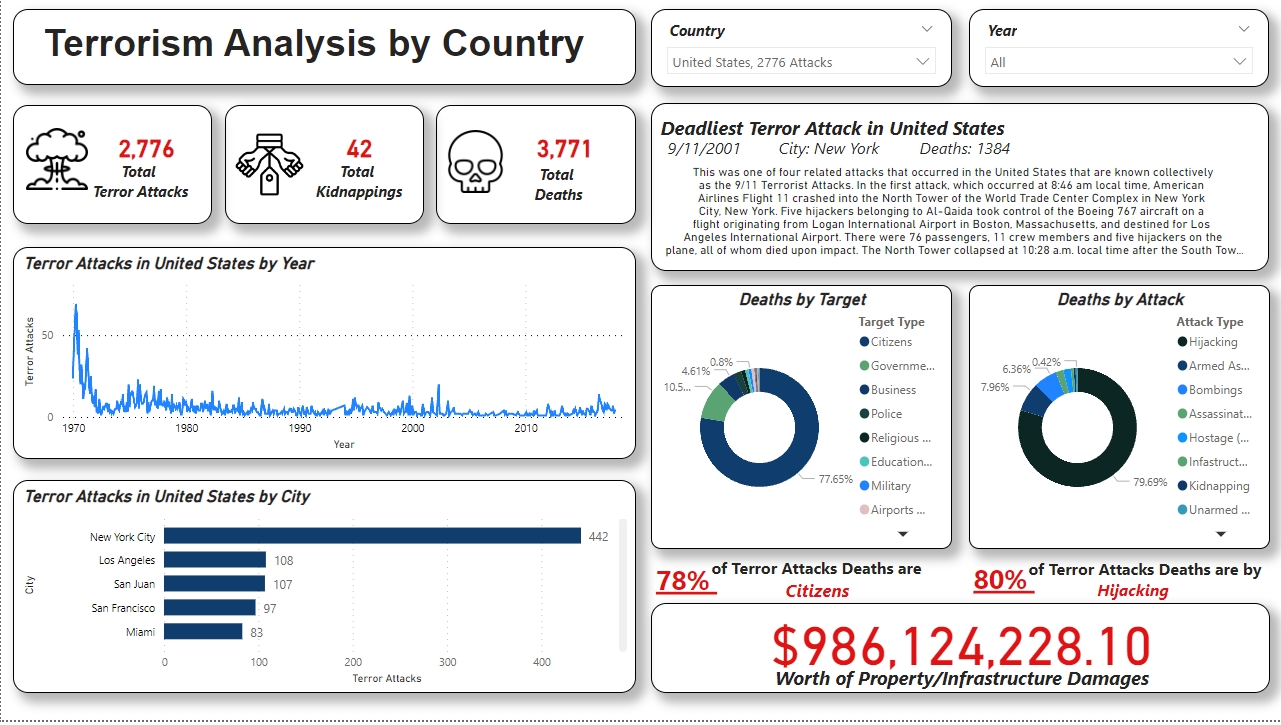 Terrorism Analysis by Country
Country
United States, 2776 Attacks
Year
All
2,776
Total
Terror Attacks
42
Total
Kidnappings
3,771
Total
Deaths
Deadliest Terror Attack in United States
9/11/2001 City: New York Deaths: 1384
This was one of four related attacks that occurred in the United States that are known collectively
as the 9/11 Terrorist Attacks. In the first attack, which occurred at 8:46 am local time, American
Airlines Flight 11 crashed into the North Tower of the World Trade Center Complex in New York
City, New York. Five hijackers belonging to Al-Qaida took control of the Boeing 767 aircraft on a
flight originating from Logan International Airport in Boston, Massachusetts, and destined for Los
Angeles International Airport. There were 76 passengers, 11 crew members and five hijackers on the
plane, all of whom died upon impact. The North Tower collapsed at 10:28 a.m. local time after the South Tow...
Terror Attacks in United States by Year
Terror Attacks
50
0
1970 1980 1990 2000 2010
Year
Terror Attacks in United States by City
City
New York City 442
Los Angeles 108
San Juan 107
San Francisco 97
Miami 83
0 100 200 300 400
Terror Attacks
Deaths by Target
0.8%
4.61%
10.5...
77.65%
Target Type
Citizens
Governme...
Business
Police
Religious ...
Education...
Military
Airports ...
Deaths by Attack
0.42%
6.36%
7.96%
79.69%
Attack Type
Hijacking
Armed As...
Bombings
Assassinat...
Hostage (...
Infastruct...
Kidnapping
Unarmed ...
78% of Terror Attacks Deaths are
Citizens
80% of Terror Attacks Deaths are by
Hijacking
$986,124,228.10
Worth of Property/Infrastructure Damages